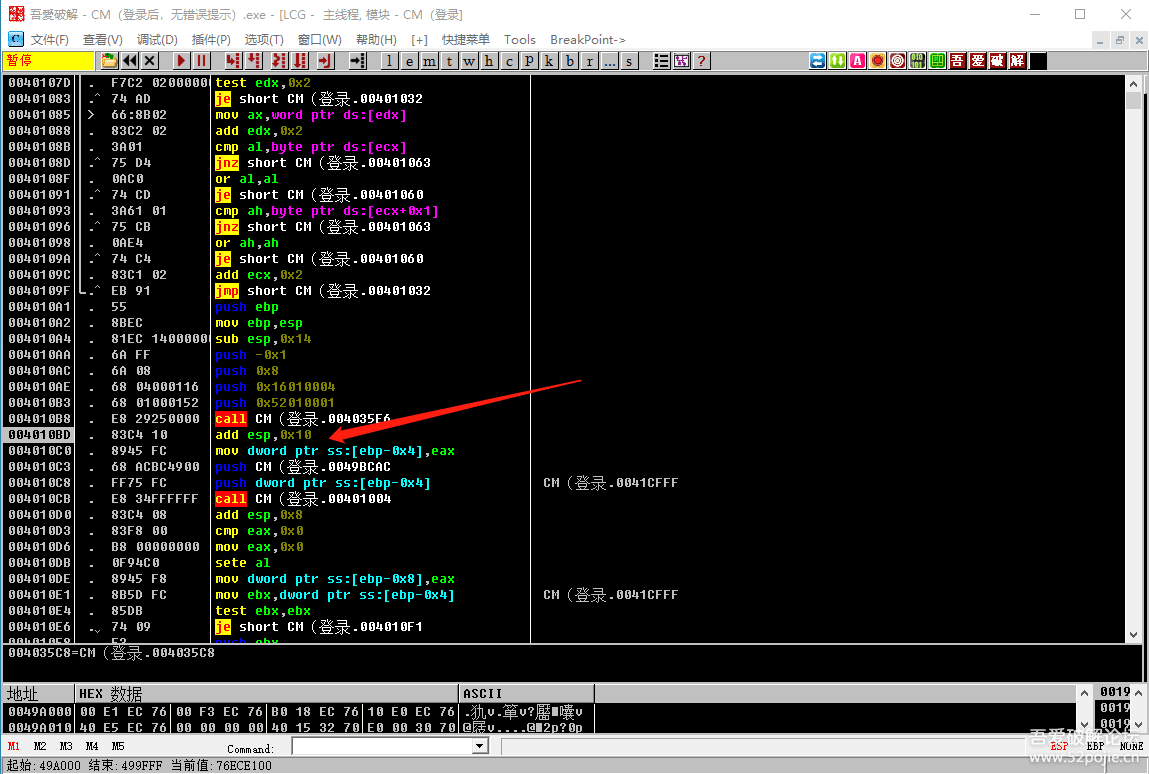 吾爱破解 - CM（登录后，无错误提示）.exe - [LCG - 主线程, 模块 - CM（登录]
文件(F) 查看(V) 调试(D) 插件(P) 选项(T) 窗口(W) 帮助(H) [+] 快捷菜单 Tools BreakPoint->
暂停 l e m t w h c p k b r ... s ? 吾 爱 破 解
0040107D . F7C2 0200000 test edx,0x2
00401083 .^ 74 AD je short CM（登录.00401032
00401085 > 66:8B02 mov ax,word ptr ds:[edx]
00401088 . 83C2 02 add edx,0x2
0040108B . 3A01 cmp al,byte ptr ds:[ecx]
0040108D .^ 75 D4 jnz short CM（登录.00401063
0040108F . 0AC0 or al,al
00401091 .^ 74 CD je short CM（登录.00401060
00401093 . 3A61 01 cmp ah,byte ptr ds:[ecx+0x1]
00401096 .^ 75 CB jnz short CM（登录.00401063
00401098 . 0AE4 or ah,ah
0040109A .^ 74 C4 je short CM（登录.00401060
0040109C . 83C1 02 add ecx,0x2
0040109F .^ EB 91 jmp short CM（登录.00401032
004010A1 . 55 push ebp
004010A2 . 8BEC mov ebp,esp
004010A4 . 81EC 1400000 sub esp,0x14
004010AA . 6A FF push -0x1
004010AC . 6A 08 push 0x8
004010AE . 68 04000116 push 0x16010004
004010B3 . 68 01000152 push 0x52010001
004010B8 . E8 29250000 call CM（登录.004035E6
004010BD . 83C4 10 add esp,0x10
004010C0 . 8945 FC mov dword ptr ss:[ebp-0x4],eax
004010C3 . 68 ACBC4900 push CM（登录.0049BCAC
004010C8 . FF75 FC push dword ptr ss:[ebp-0x4] CM（登录.0041CFFF
004010CB . E8 34FFFFFF call CM（登录.00401004
004010D0 . 83C4 08 add esp,0x8
004010D3 . 83F8 00 cmp eax,0x0
004010D6 . B8 00000000 mov eax,0x0
004010DB . 0F94C0 sete al
004010DE . 8945 F8 mov dword ptr ss:[ebp-0x8],eax
004010E1 . 8B5D FC mov ebx,dword ptr ss:[ebp-0x4] CM（登录.0041CFFF
004010E4 . 85DB test ebx,ebx
004010E6 .⌄ 74 09 je short CM（登录.004010F1
004010E8 . 53 push ebx
004035C8=CM（登录.004035C8
地址 HEX 数据 ASCII
0049A000 00 E1 EC 76 00 F3 EC 76 B0 18 EC 76 10 E0 EC 76
0049A010 40 E5 EC 76 00 00 00 00 40 15 32 70 E0 00 30 70
0019
0019
0019
M1 M2 M3 M4 M5 Command: ESP EBP NONE
起始:49A000 结束:499FFF 当前值:76ECE100
吾爱破解论坛
www.52pojie.cn